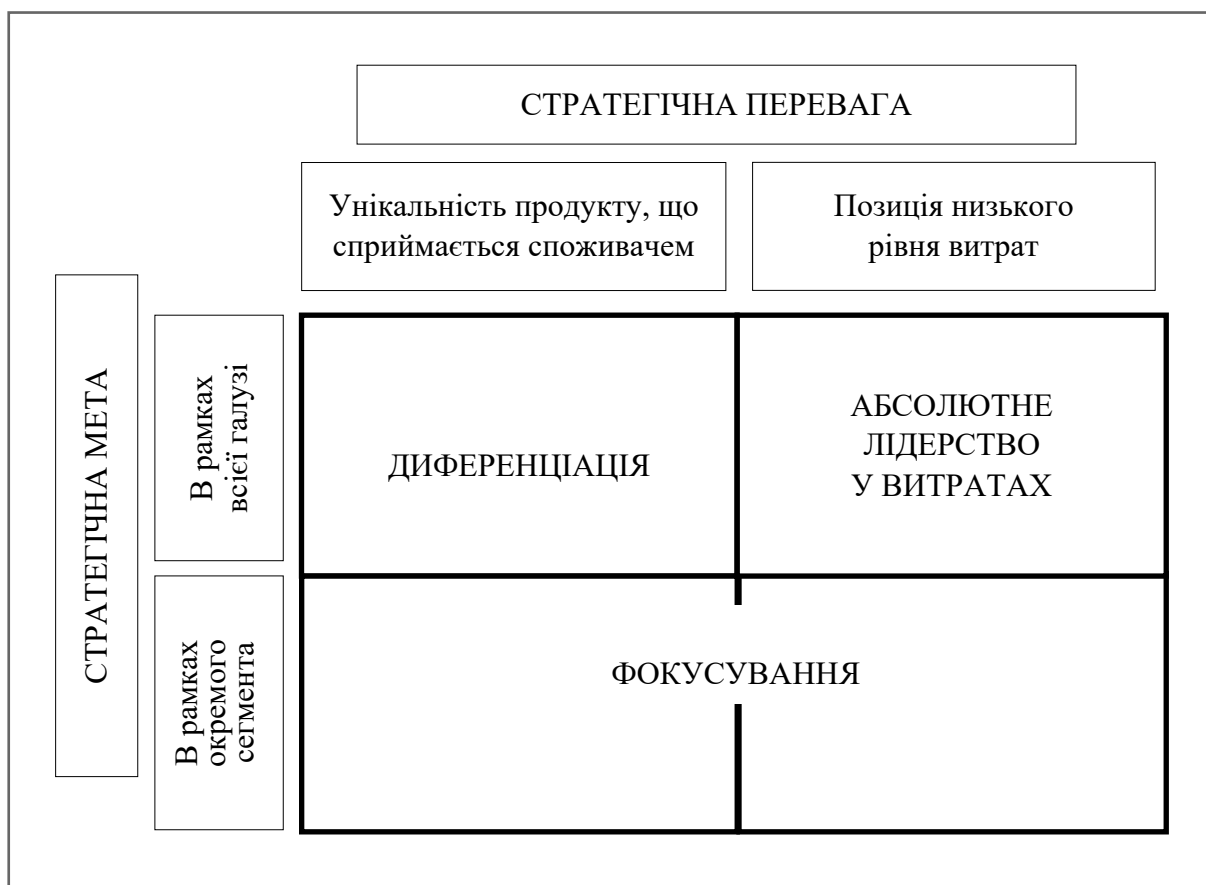 СТРАТЕГІЧНА ПЕРЕВАГА
Унікальність продукту, що
сприймається споживачем
Позиція низького
рівня витрат
СТРАТЕГІЧНА МЕТА
В рамках
всієї галузі
ДИФЕРЕНЦІАЦІЯ
АБСОЛЮТНЕ
ЛІДЕРСТВО
У ВИТРАТАХ
В рамках
окремого
сегмента
ФОКУСУВАННЯ